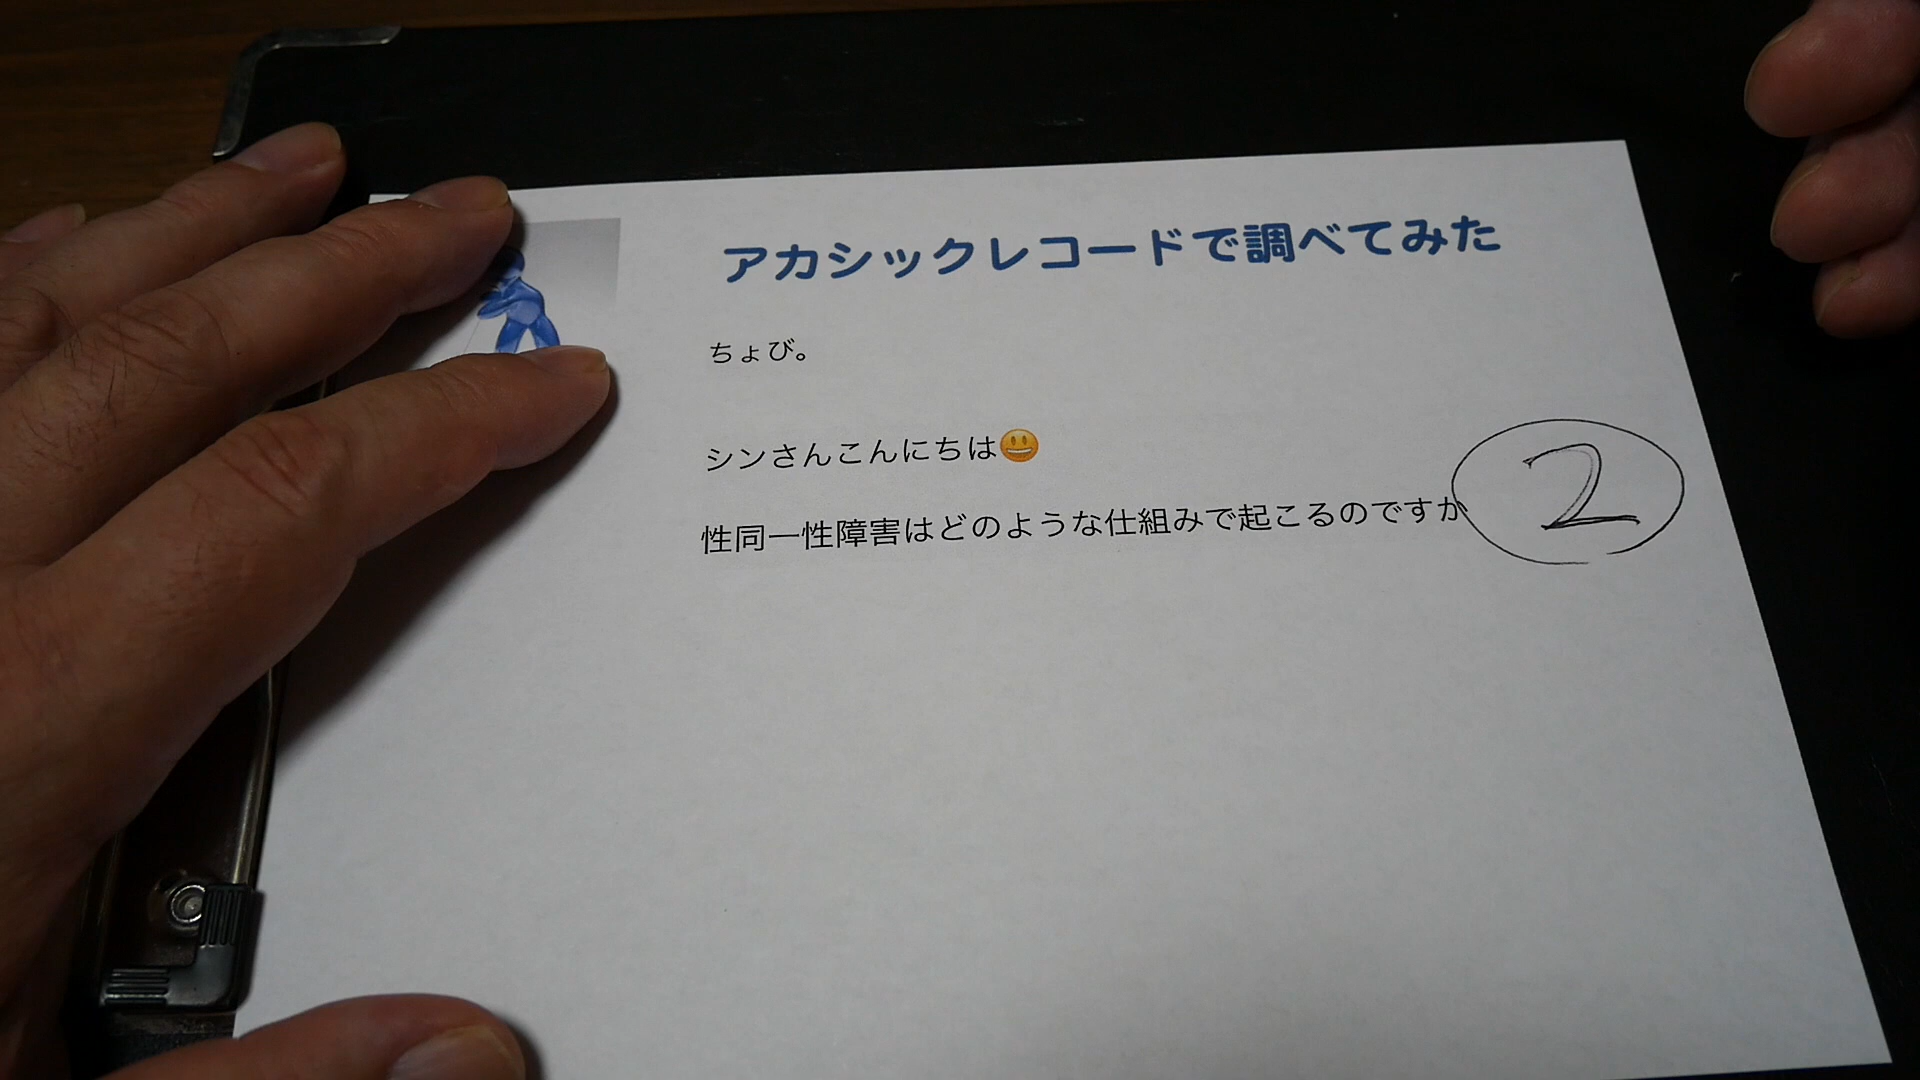 アカシックレコードで調べてみた
ちょび。
シンさんこんにちは😃
性同一性障害はどのような仕組みで起こるのですか
2